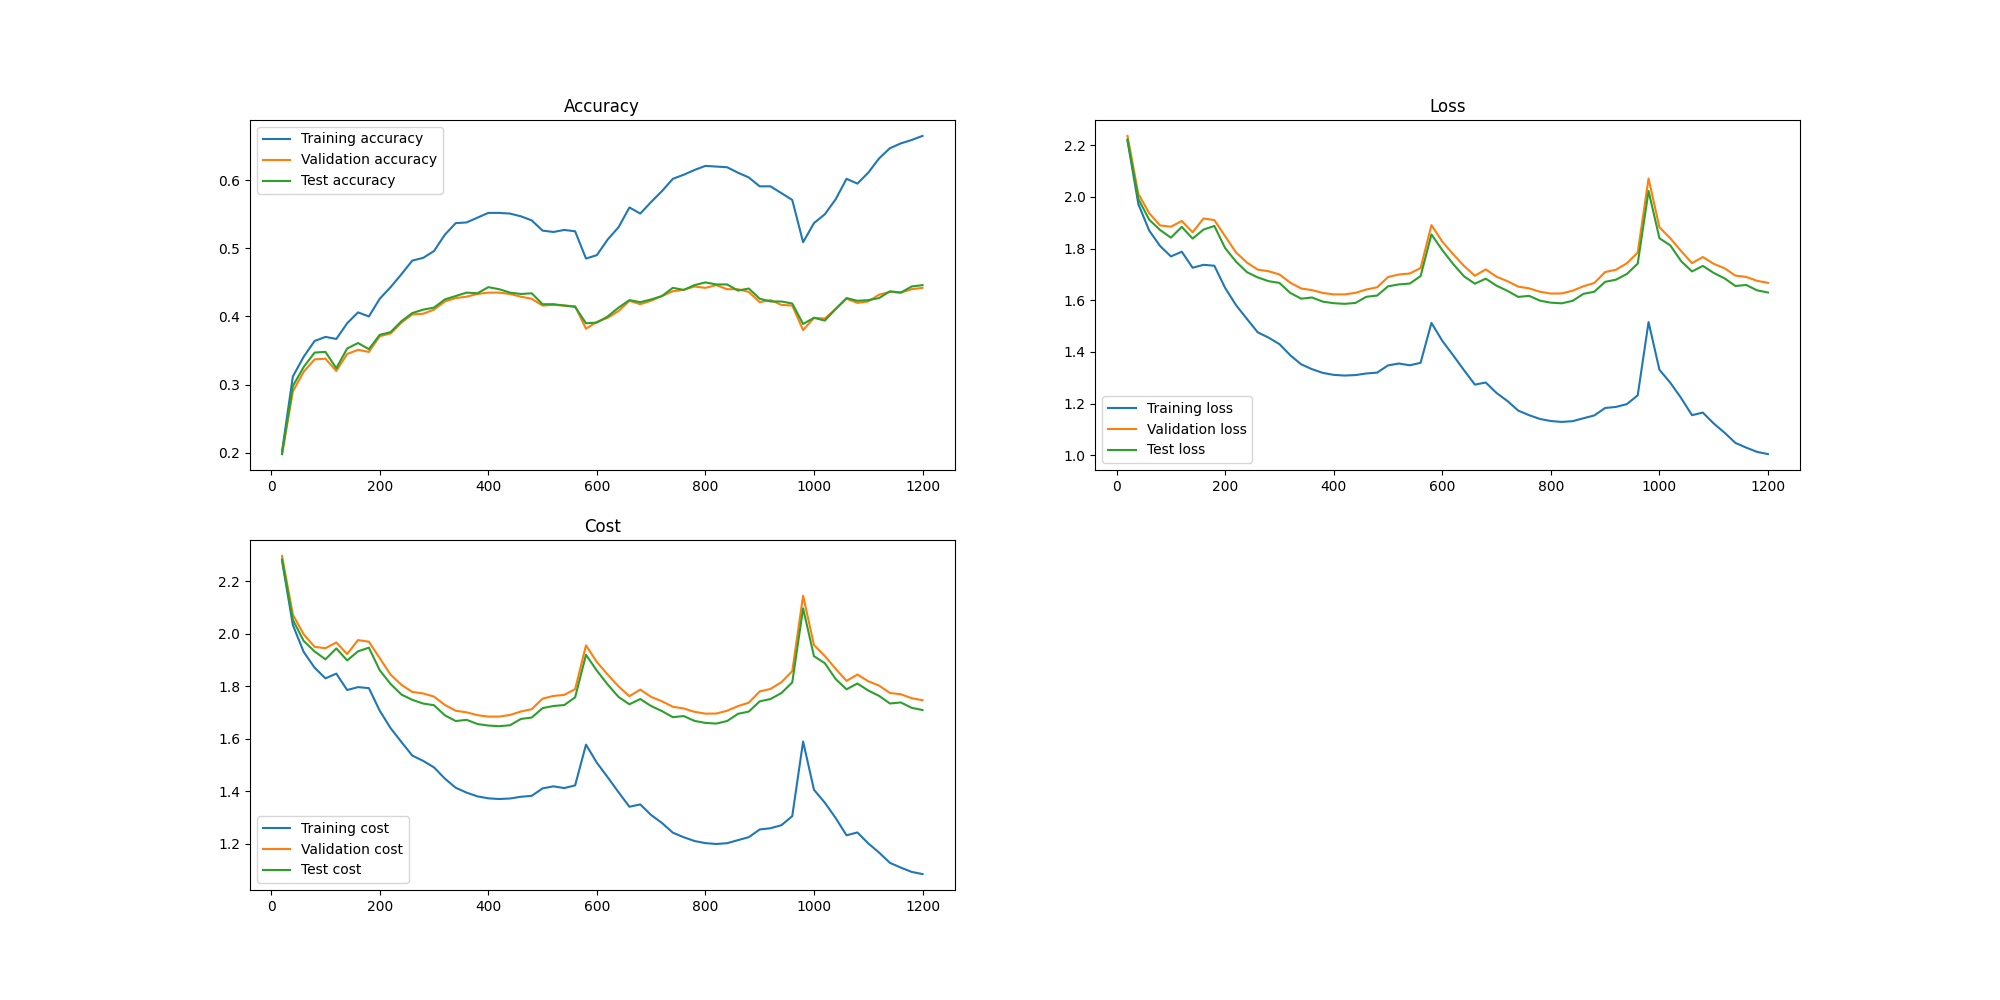 Accuracy
Training accuracy
Validation accuracy
Test accuracy
0.6
0.5
0.4
0.3
0.2
0 200 400 600 800 1000 1200
Loss
2.2
2.0
1.8
1.6
1.4
1.2
1.0
Training loss
Validation loss
Test loss
0 200 400 600 800 1000 1200
Cost
2.2
2.0
1.8
1.6
1.4
1.2
Training cost
Validation cost
Test cost
0 200 400 600 800 1000 1200